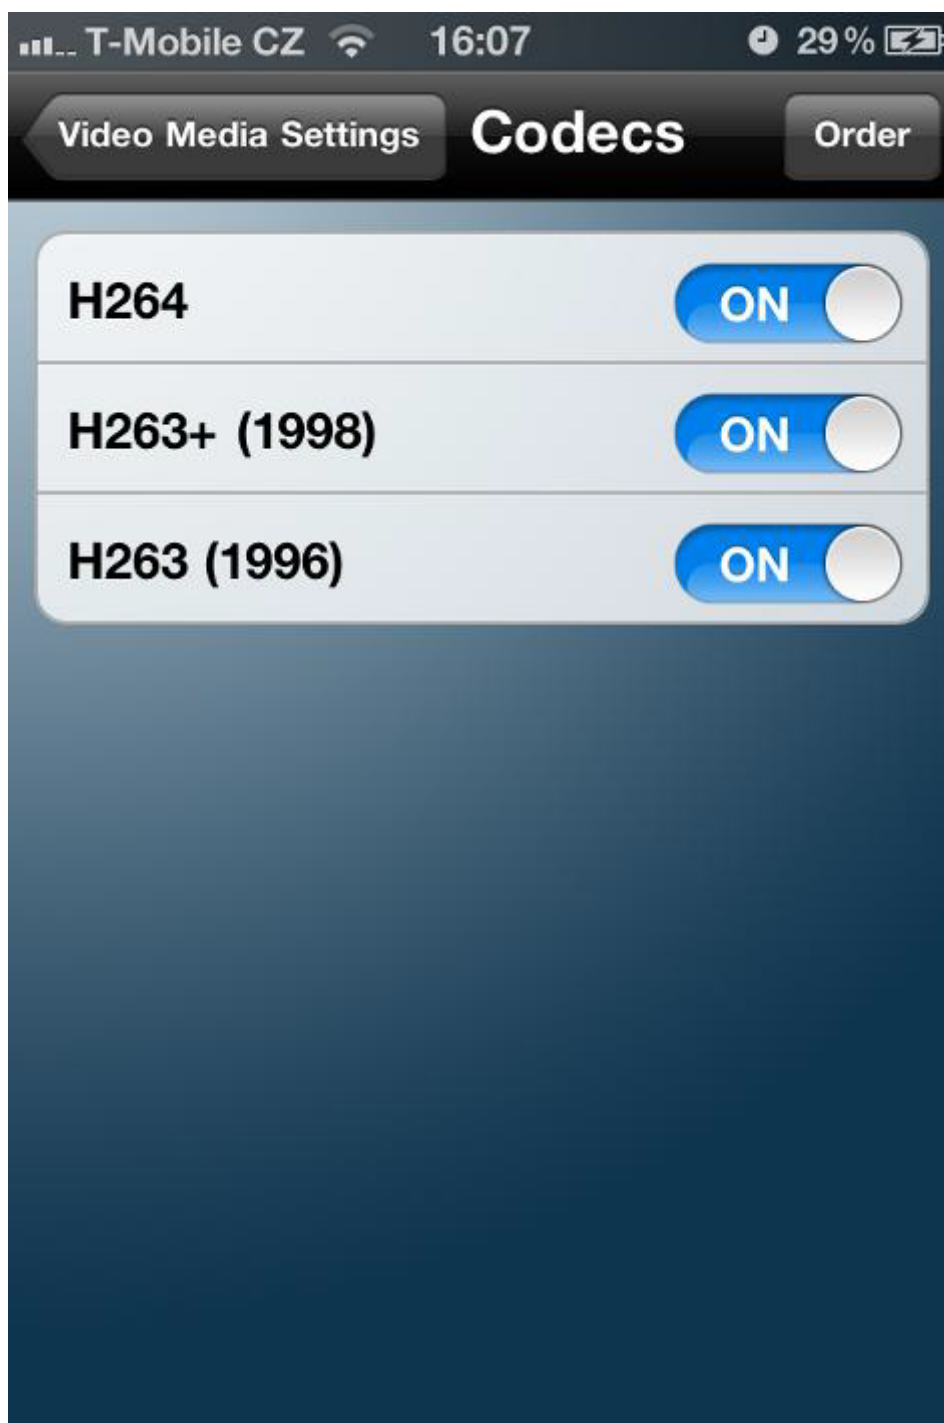 T-Mobile CZ 16:07 29%
Video Media Settings Codecs Order
H264 ON
H263+ (1998) ON
H263 (1996) ON